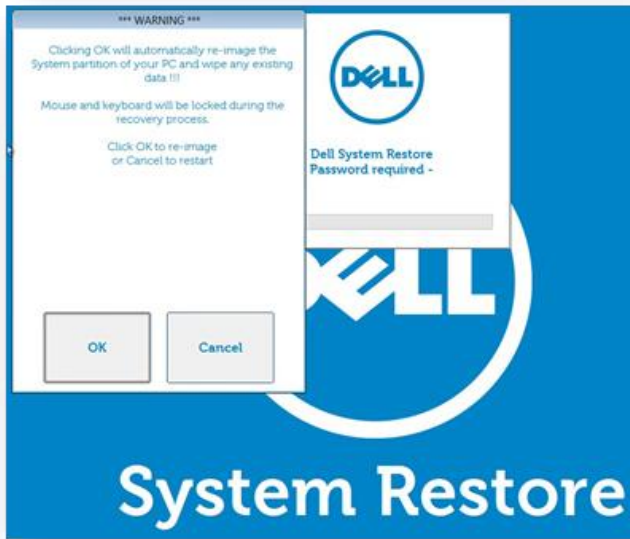 *** WARNING ***
Clicking OK will automatically re-image the
System partition of your PC and wipe any existing
data !!!
Mouse and keyboard will be locked during the
recovery process.
Click OK to re-image
or Cancel to restart
OK
Cancel
DELL
Dell System Restore
Password required -
DELL
System Restore